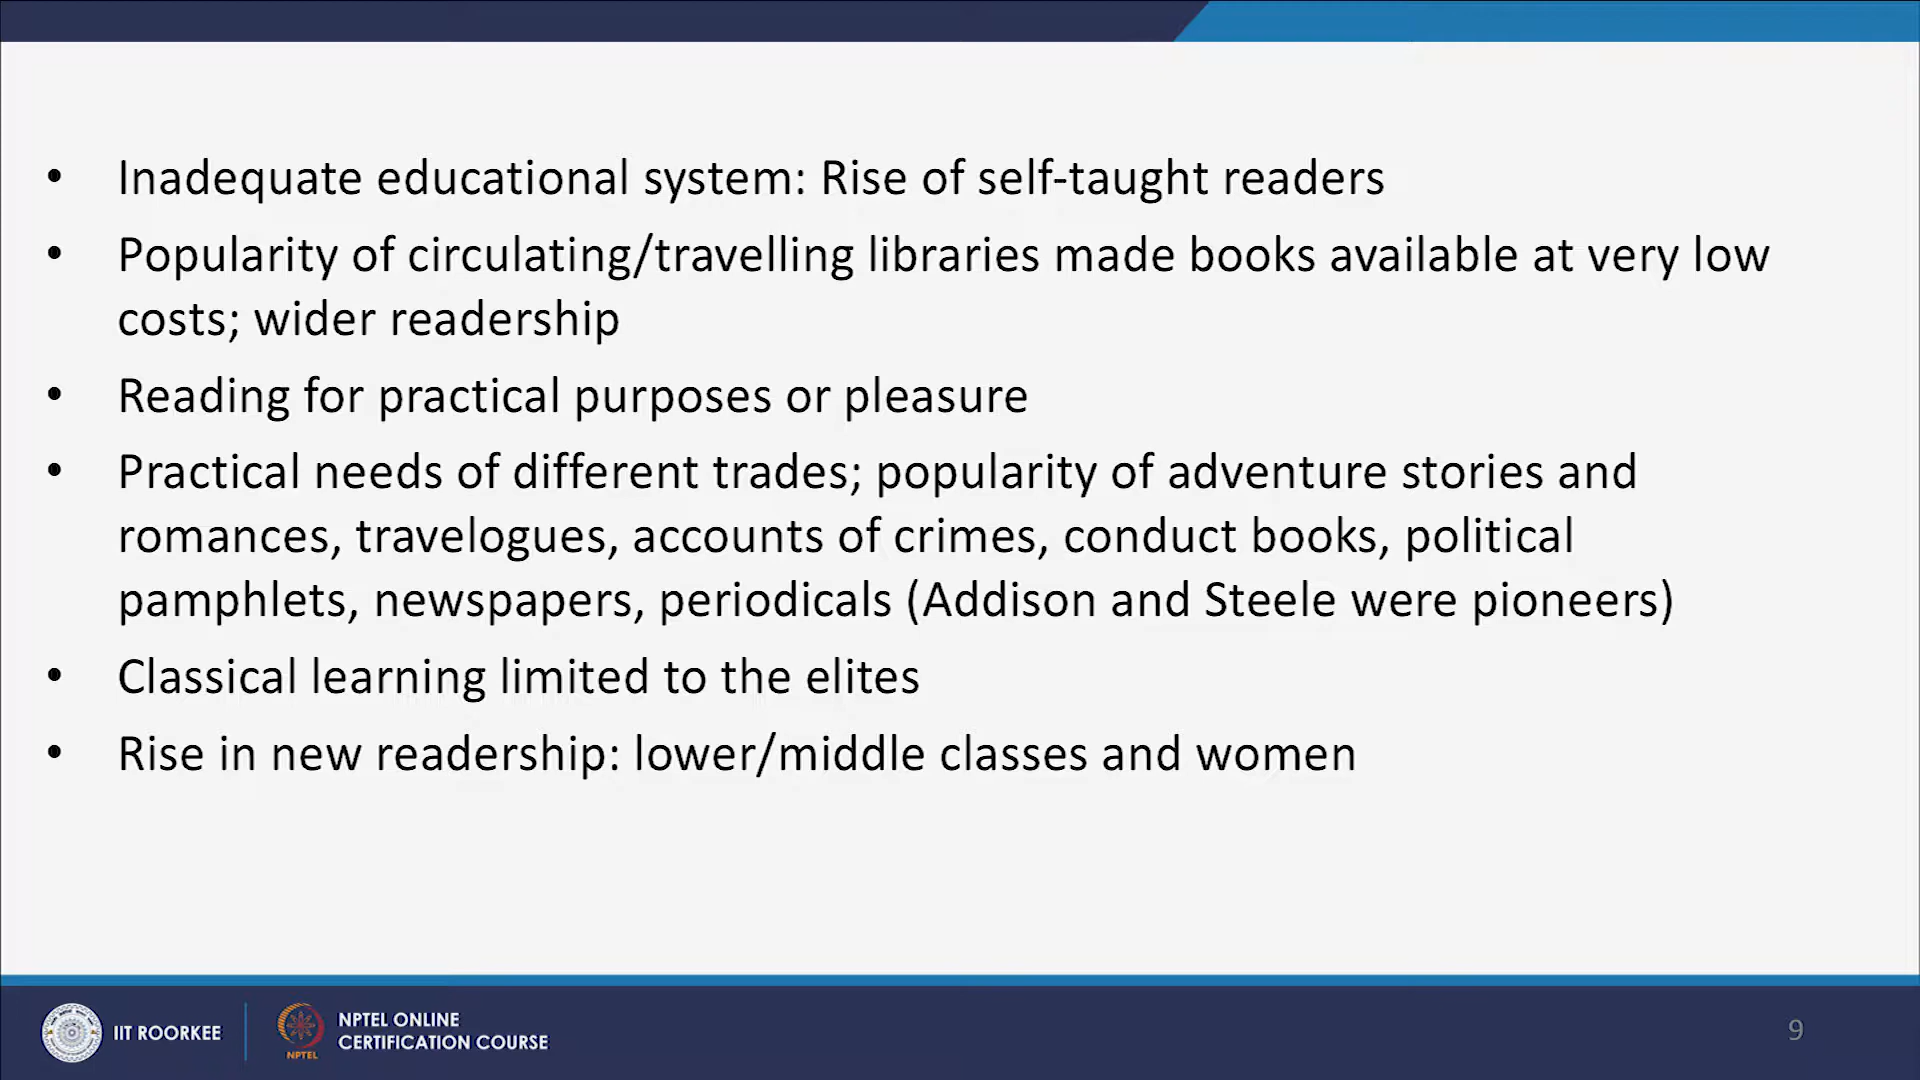 • Inadequate educational system: Rise of self-taught readers
• Popularity of circulating/travelling libraries made books available at very low
costs; wider readership
• Reading for practical purposes or pleasure
• Practical needs of different trades; popularity of adventure stories and
romances, travelogues, accounts of crimes, conduct books, political
pamphlets, newspapers, periodicals (Addison and Steele were pioneers)
• Classical learning limited to the elites
• Rise in new readership: lower/middle classes and women
IIT ROORKEE
NPTEL
NPTEL ONLINE
CERTIFICATION COURSE
9